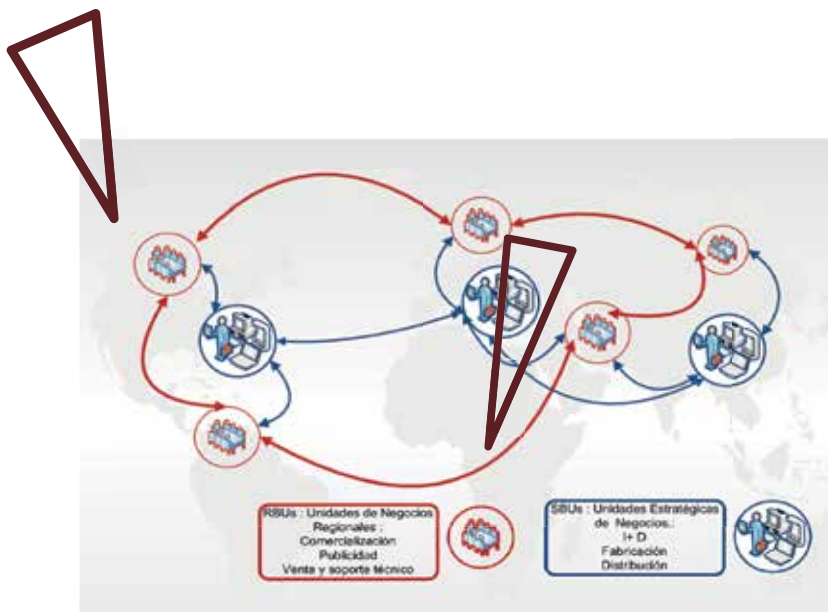 RBUs : Unidades de Negocios
Regionales :
Comercialización
Publicidad
Venta y soporte técnico
SBUs : Unidades Estratégicas
de Negocios.:
I+ D
Fabricación
Distribución